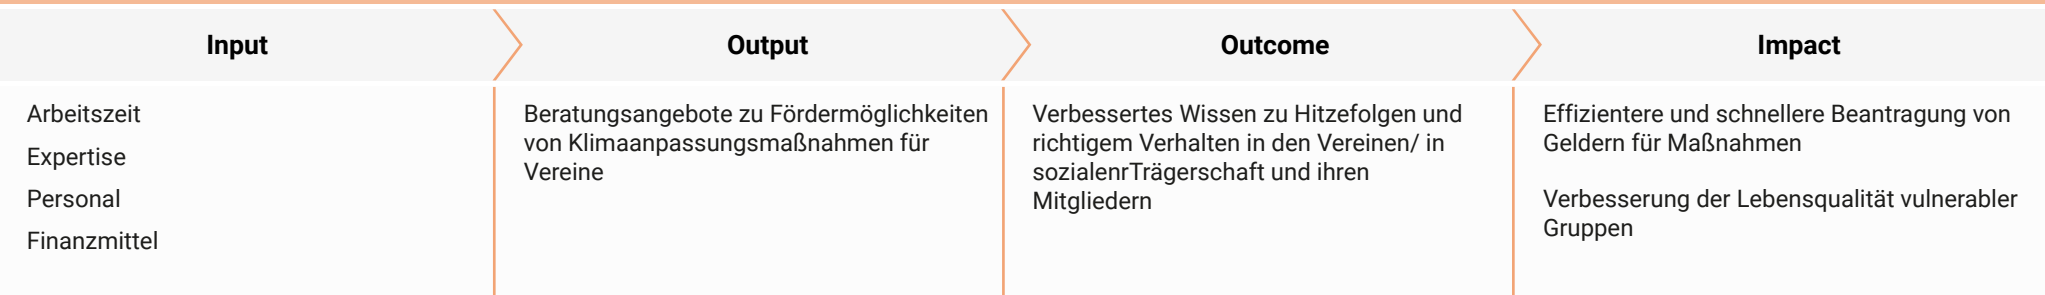 Input
Output
Outcome
Impact
Arbeitszeit
Expertise
Personal
Finanzmittel
Beratungsangebote zu Fördermöglichkeiten
von Klimaanpassungsmaßnahmen für
Vereine
Verbessertes Wissen zu Hitzefolgen und
richtigem Verhalten in den Vereinen/ in
sozialenrTrägerschaft und ihren
Mitgliedern
Effizientere und schnellere Beantragung von
Geldern für Maßnahmen
Verbesserung der Lebensqualität vulnerabler
Gruppen